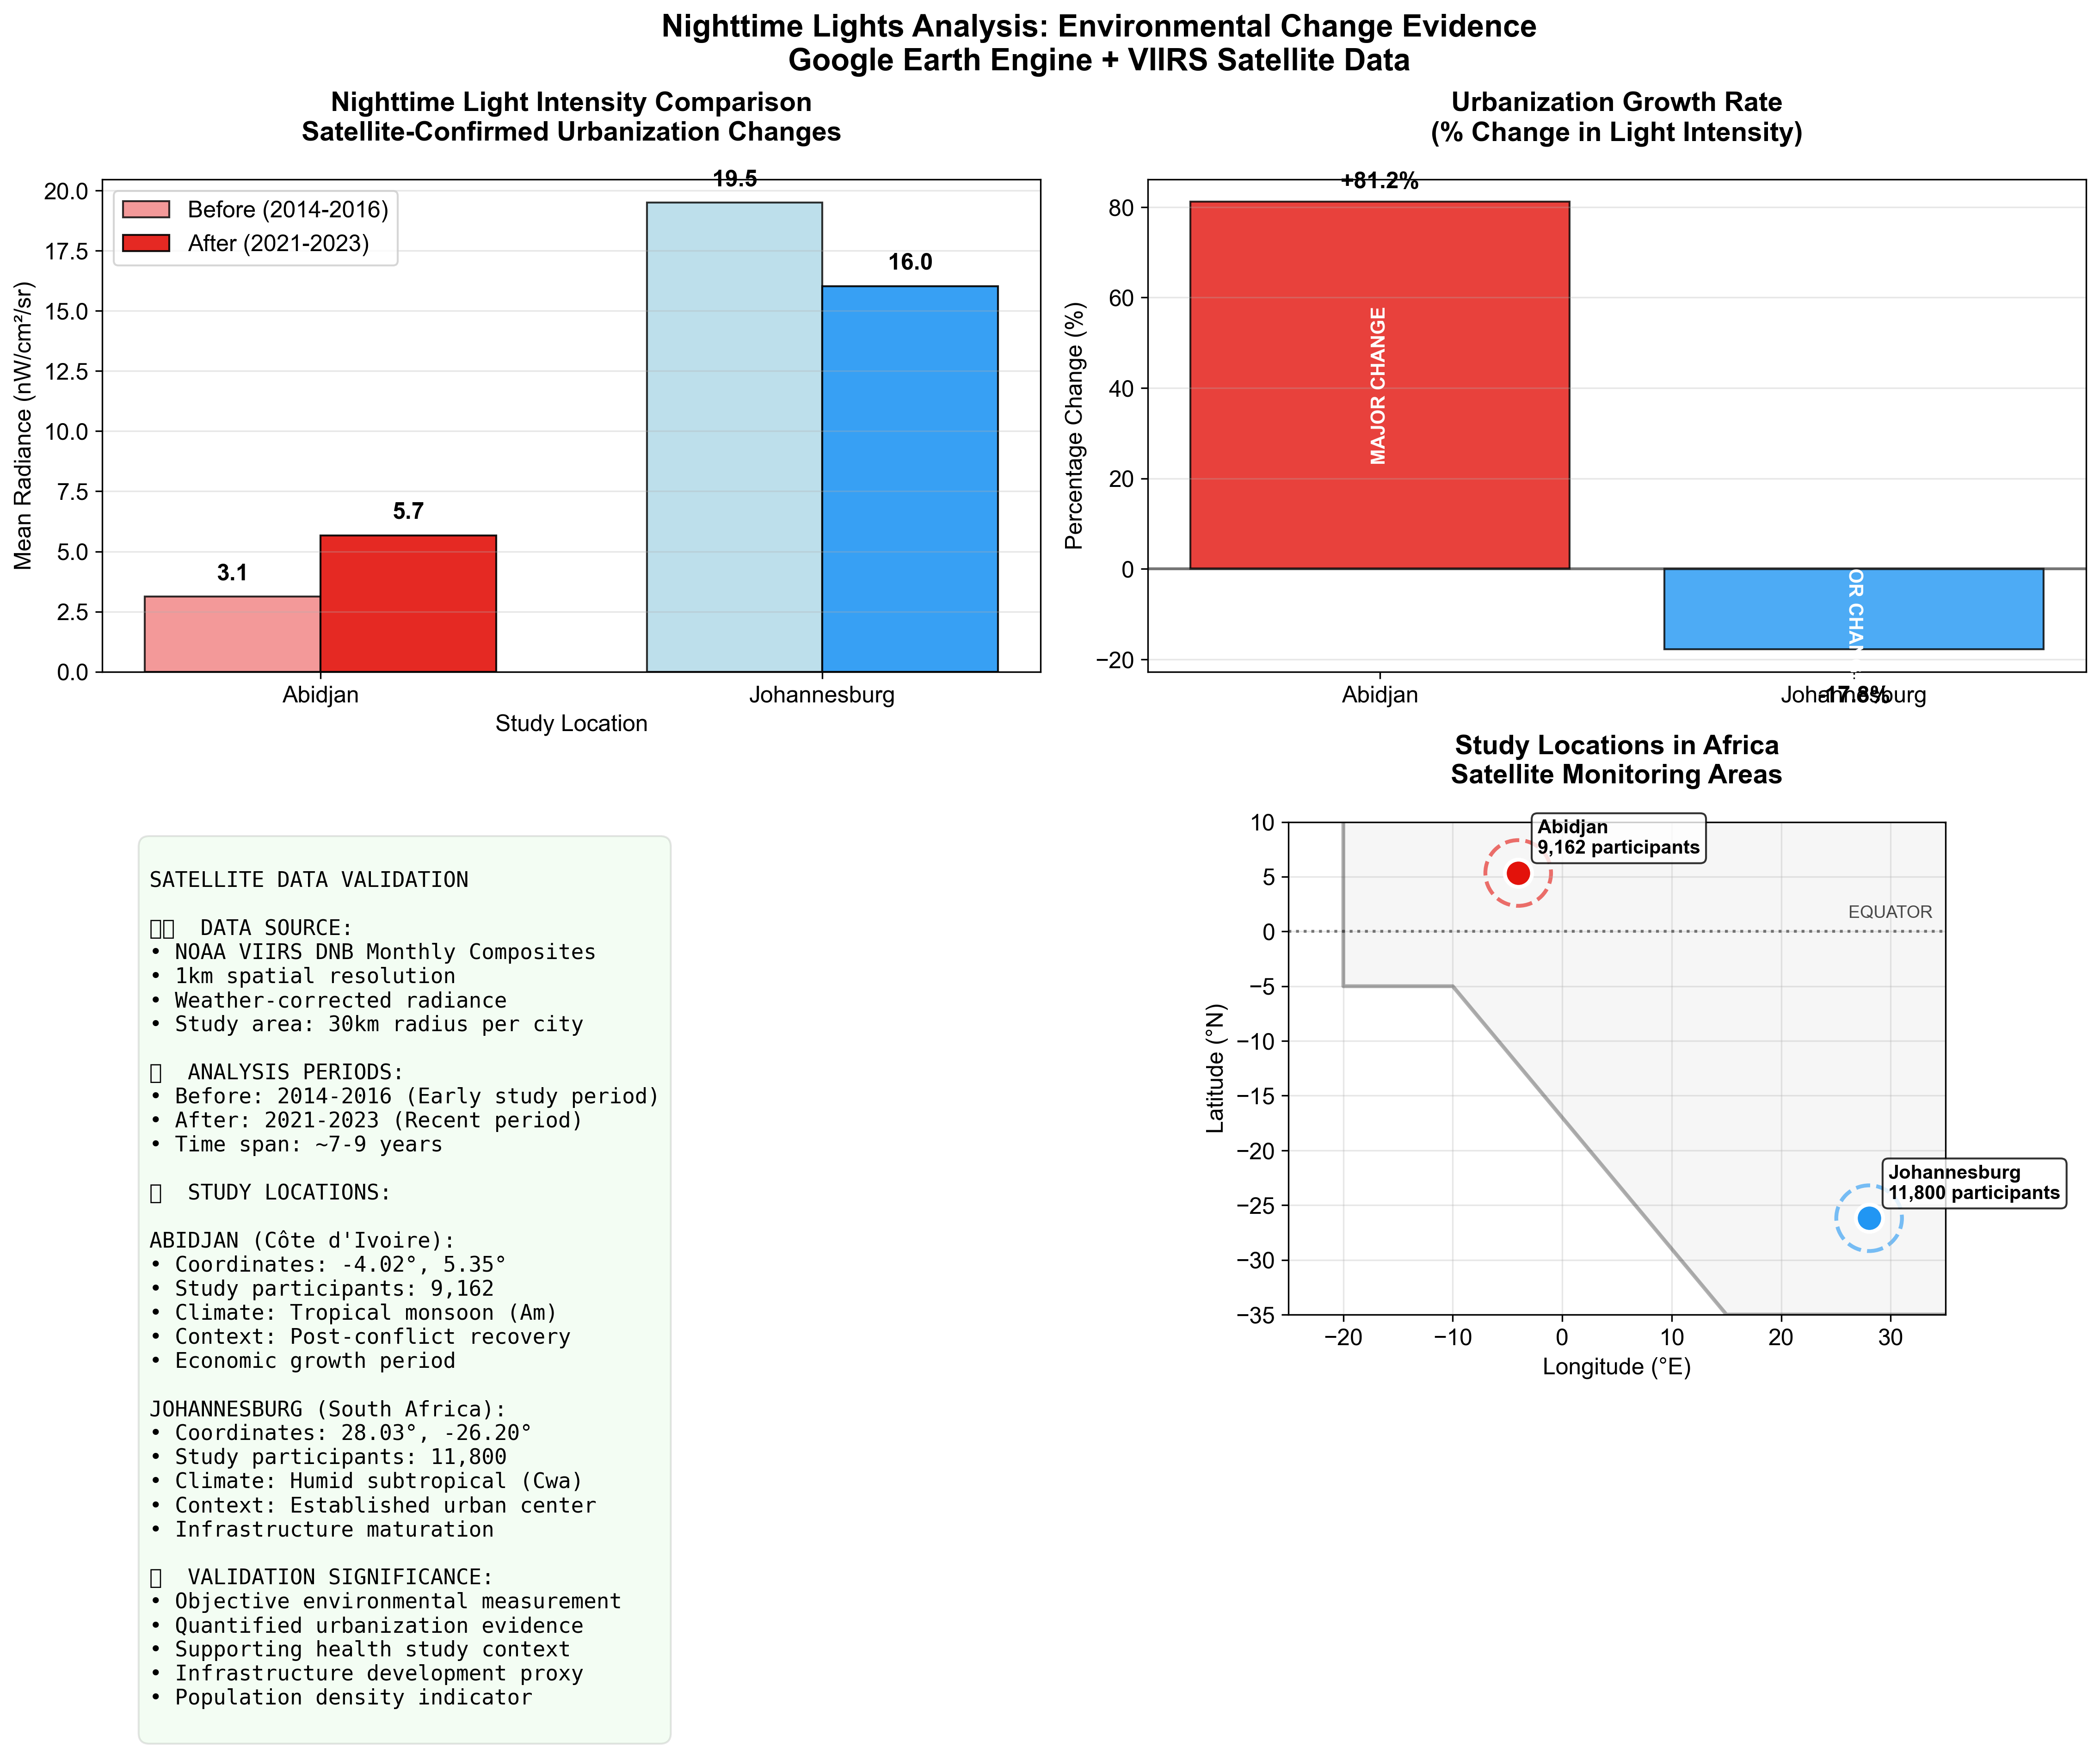 Nighttime Lights Analysis: Environmental Change Evidence
Google Earth Engine + VIIRS Satellite Data
Nighttime Light Intensity Comparison
Satellite-Confirmed Urbanization Changes
Before (2014-2016)
After (2021-2023)
Mean Radiance (nW/cm²/sr)
20.0
17.5
15.0
12.5
10.0
7.5
5.0
2.5
0.0
3.1
5.7
19.5
16.0
Abidjan
Johannesburg
Study Location
Urbanization Growth Rate
(% Change in Light Intensity)
Percentage Change (%)
80
60
40
20
0
−20
+81.2%
MAJOR CHANGE
OR CHAN
Abidjan
Johannesburg
-17.8%
SATELLITE DATA VALIDATION
DATA SOURCE:
• NOAA VIIRS DNB Monthly Composites
• 1km spatial resolution
• Weather-corrected radiance
• Study area: 30km radius per city
ANALYSIS PERIODS:
• Before: 2014-2016 (Early study period)
• After: 2021-2023 (Recent period)
• Time span: ~7-9 years
STUDY LOCATIONS:
ABIDJAN (Côte d'Ivoire):
• Coordinates: -4.02°, 5.35°
• Study participants: 9,162
• Climate: Tropical monsoon (Am)
• Context: Post-conflict recovery
• Economic growth period
JOHANNESBURG (South Africa):
• Coordinates: 28.03°, -26.20°
• Study participants: 11,800
• Climate: Humid subtropical (Cwa)
• Context: Established urban center
• Infrastructure maturation
VALIDATION SIGNIFICANCE:
• Objective environmental measurement
• Quantified urbanization evidence
• Supporting health study context
• Infrastructure development proxy
• Population density indicator
Study Locations in Africa
Satellite Monitoring Areas
Latitude (°N)
10
5
0
−5
−10
−15
−20
−25
−30
−35
Abidjan
9,162 participants
EQUATOR
Johannesburg
11,800 participants
−20
−10
0
10
20
30
Longitude (°E)